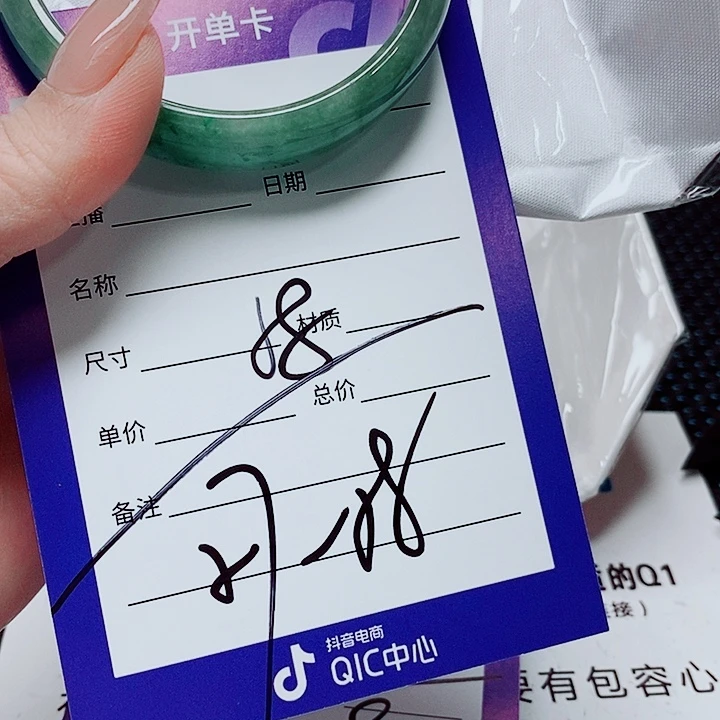 开单卡
日期
播
名称
18
尺寸
材质
单价
总价
备注
抖音电商
QIC中心
的Q1
接）
要有包容心